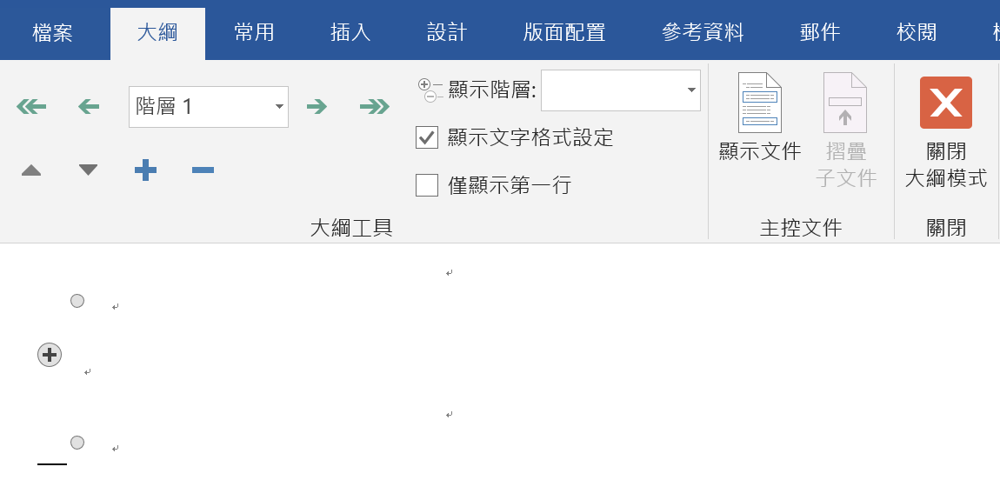 檔案 大綱 常用 插入 設計 版面配置 參考資料 郵件 校閱
階層 1
顯示階層:
顯示文字格式設定
僅顯示第一行
大綱工具
顯示文件
摺疊
子文件
主控文件
關閉
大綱模式
關閉